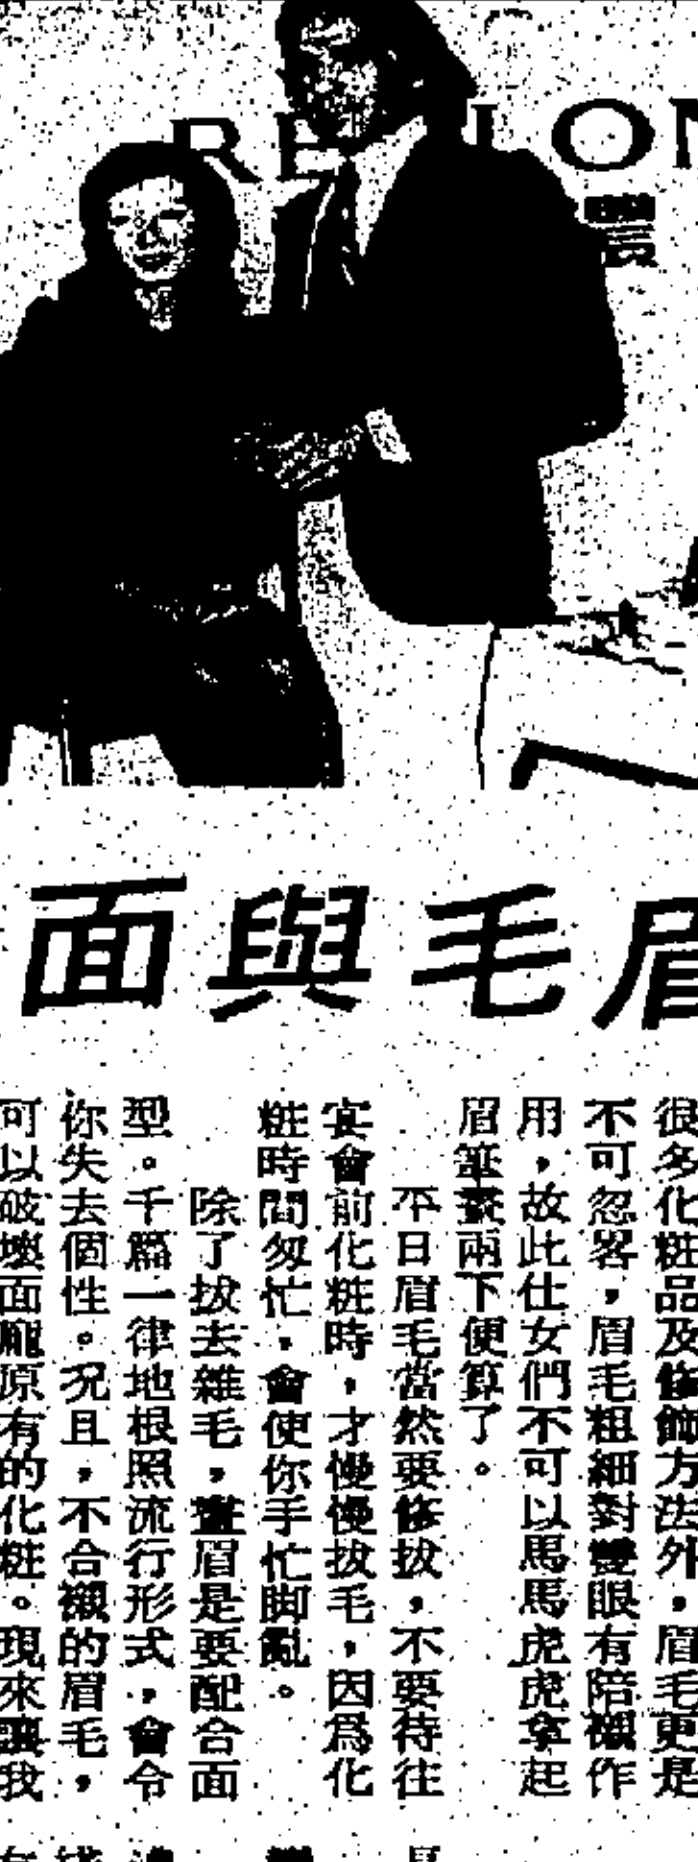 RE LON
面與毛眉
很多化粧品及修飾方法外，眉毛更是
不可忽畧，眉毛粗細對雙眼有陪襯作
用，故此仕女們不可以馬馬虎虎拿起
眉筆畫兩下便算了。
平日眉毛當然要修拔，不要待往
宴會前化粧時，才慢慢拔毛，因為化
粧時間匆忙，會使你手忙脚亂。
除了拔去雜毛，畫眉是要配合面
型。千篇一律地根照流行形式，會令
你失去個性。况且，不合襯的眉毛，
可以破壞面龐原有的化粧。現來讓我